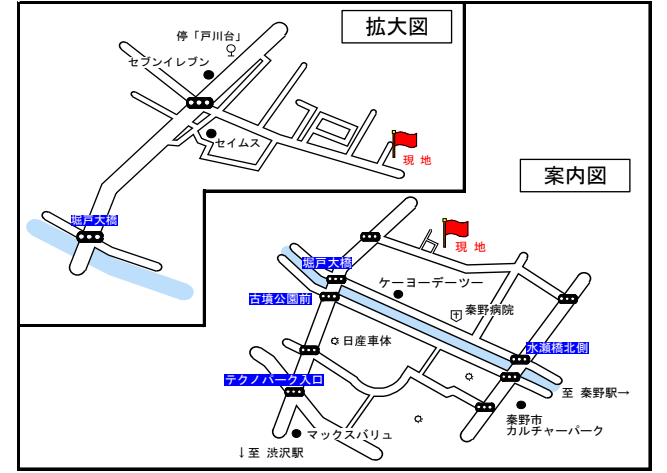 拡大図
停「戸川台」
セブンイレブン
セイムス
現 地
堀戸大橋
案内図
現 地
堀戸大橋
ケーヨーデーツー
古墳公園前
秦野病院
日産車体
水瀬橋北側
テクノパーク入口
至 秦野駅→
秦野市
カルチャーパーク
マックスバリュ
↓至 渋沢駅